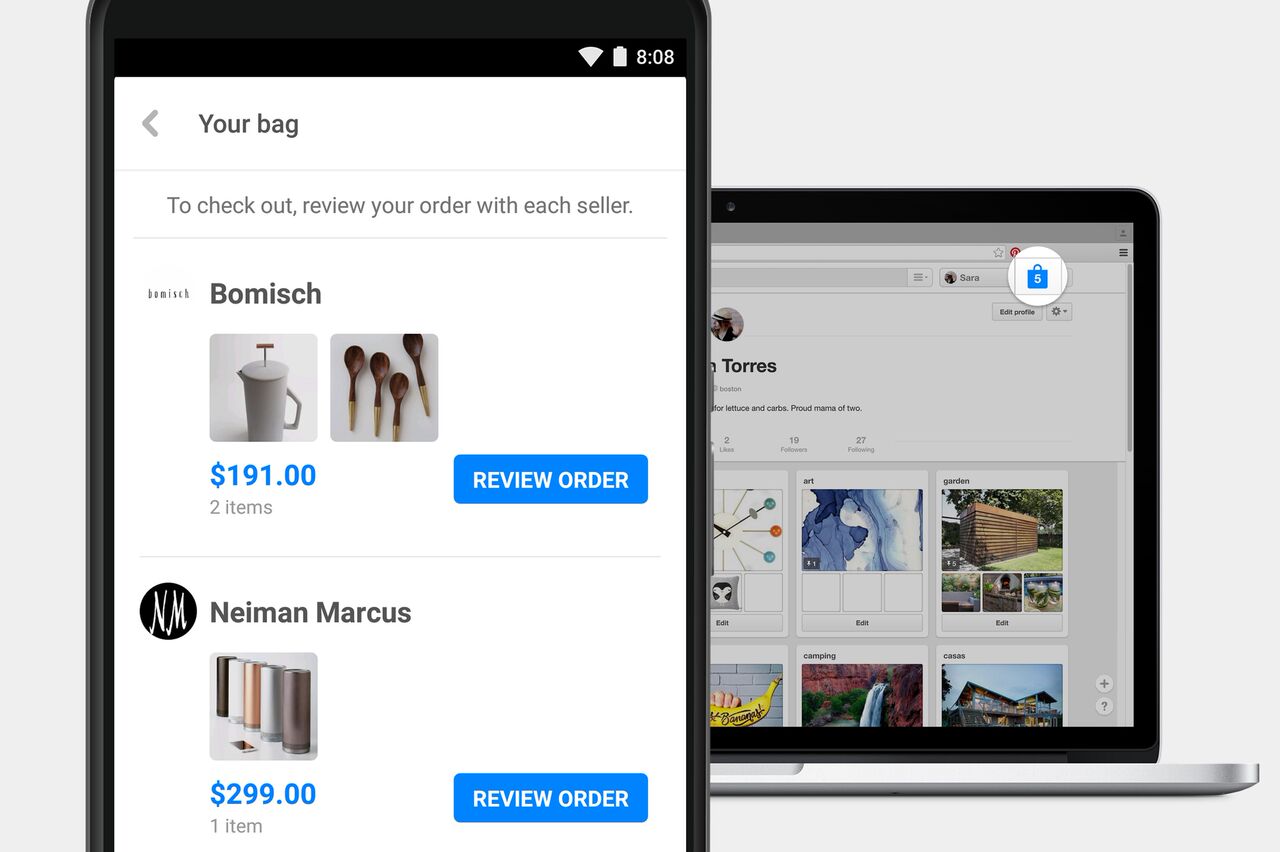 8:08
Your bag
To check out, review your order with each seller.
bomisch
Bomisch
$191.00
2 items
REVIEW ORDER
NM
Neiman Marcus
$299.00
1 item
REVIEW ORDER
Sara
5
Edit profile
Torres
boston
for lettuce and carbs. Proud mama of two.
2
Likes
19
Followers
27
Following
art
1
Edit
garden
5
Edit
Edit
Bananas!
camping
casas
+
?